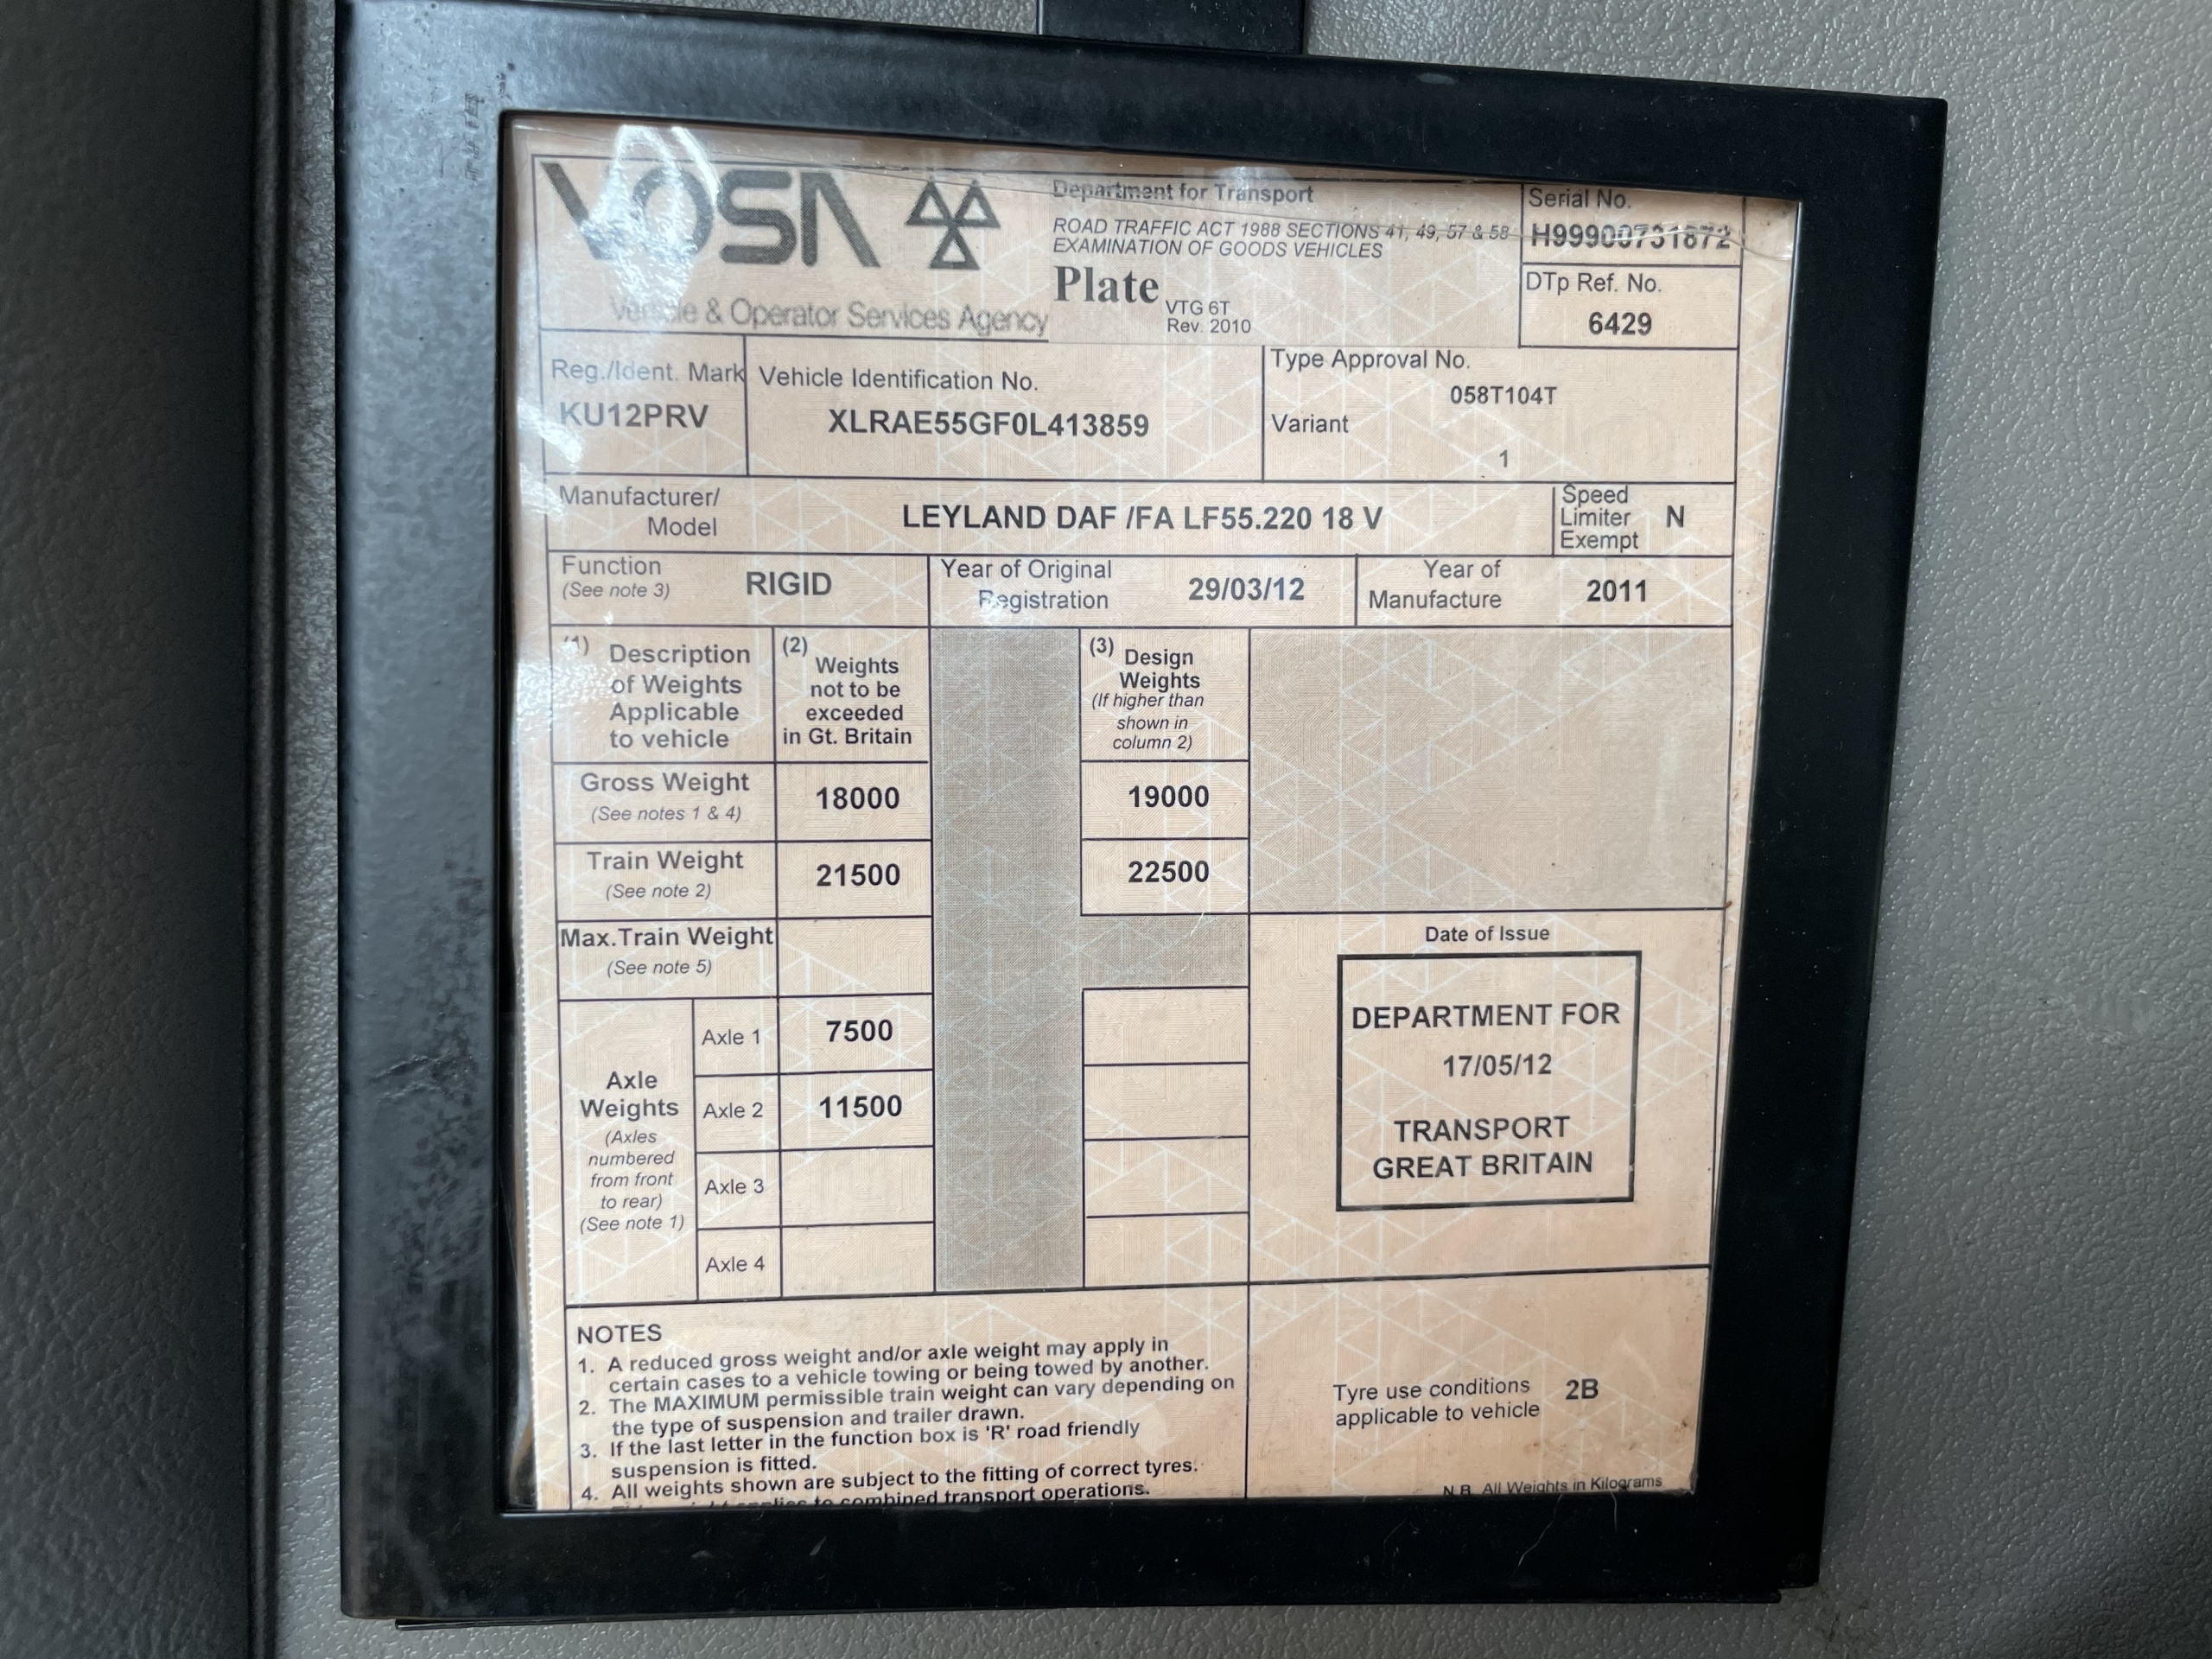 VOSA
Vehicle & Operator Services Agency
Department for Transport
ROAD TRAFFIC ACT 1988 SECTIONS 41, 49, 57 & 58
EXAMINATION OF GOODS VEHICLES
Plate
VTG 6T
Rev. 2010
Serial No.
H99900731872
DTp Ref. No.
6429
Reg./Ident. Mark
KU12PRV
Vehicle Identification No.
XLRAE55GF0L413859
Type Approval No.
058T104T
Variant
1
Manufacturer/
Model
LEYLAND DAF /FA LF55.220 18 V
Speed
Limiter
Exempt
N
Function
(See note 3)
RIGID
Year of Original
Registration
29/03/12
Year of
Manufacture
2011
(1)
Description
of Weights
Applicable
to vehicle
(2)
Weights
not to be
exceeded
in Gt. Britain
(3)
Design
Weights
(If higher than
shown in
column 2)
Gross Weight
(See notes 1 & 4)
18000
19000
Train Weight
(See note 2)
21500
22500
Max.Train Weight
(See note 5)
Axle
Weights
(Axles
numbered
from front
to rear)
(See note 1)
Axle 1
7500
Axle 2
11500
Axle 3
Axle 4
Date of Issue
DEPARTMENT FOR
17/05/12
TRANSPORT
GREAT BRITAIN
NOTES
1. A reduced gross weight and/or axle weight may apply in
certain cases to a vehicle towing or being towed by another.
2. The MAXIMUM permissible train weight can vary depending on
the type of suspension and trailer drawn.
3. If the last letter in the function box is 'R' road friendly
suspension is fitted.
4. All weights shown are subject to the fitting of correct tyres.
to combined transport operations.
Tyre use conditions
applicable to vehicle
2B
N.B. All Weights in Kilograms